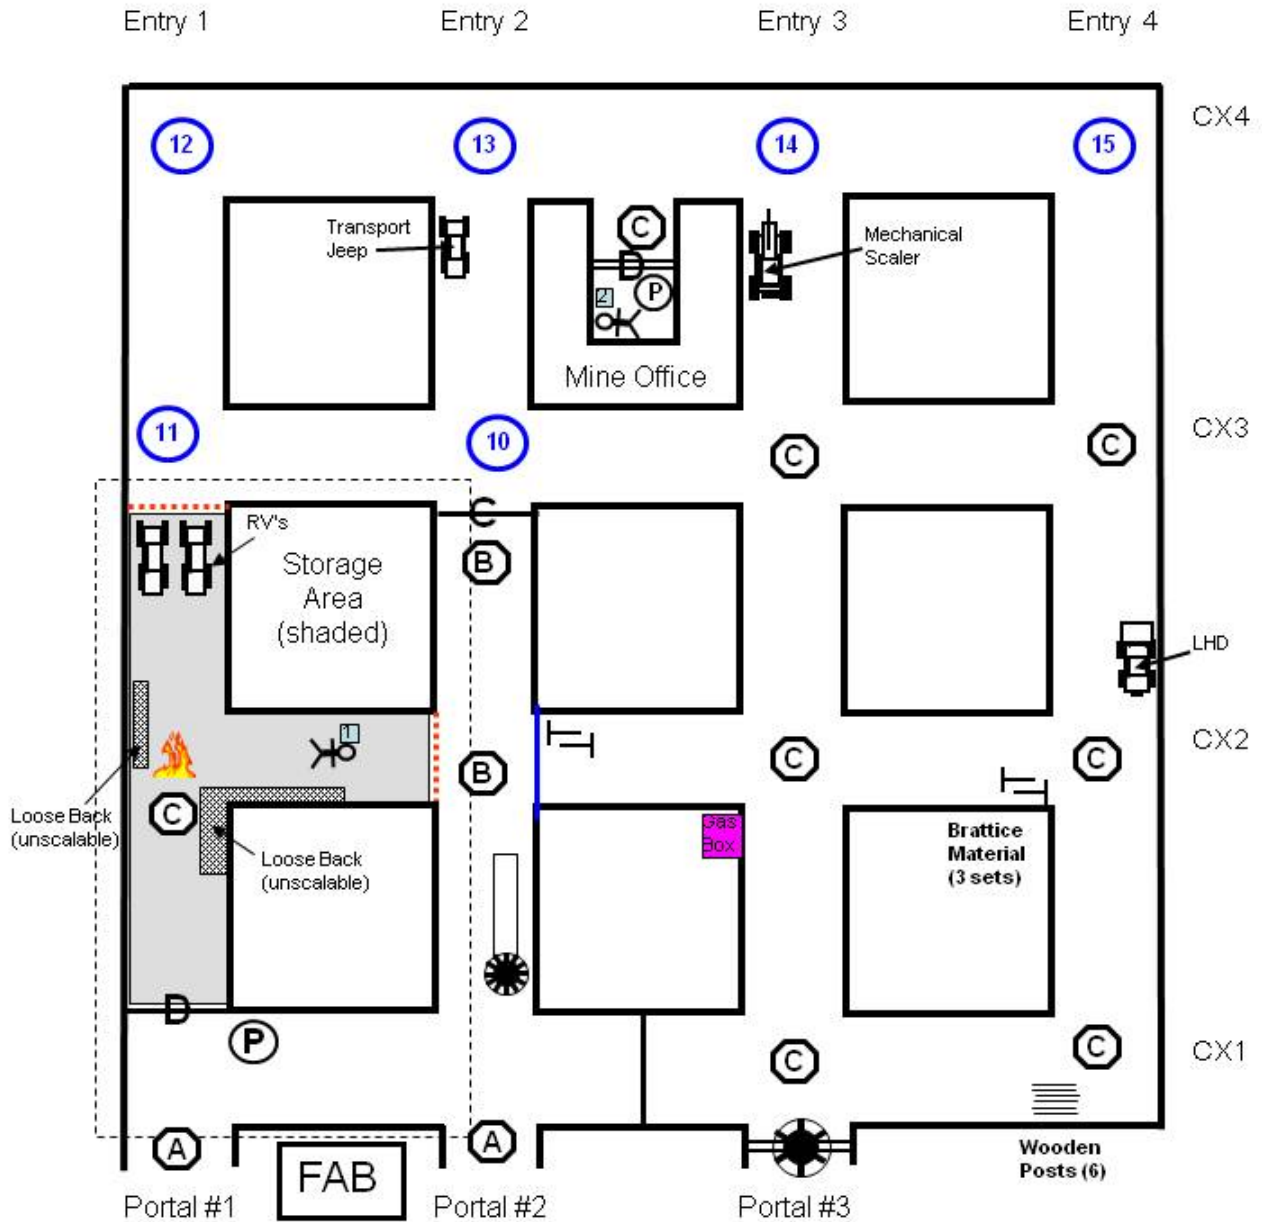 Entry 1
Entry 2
Entry 3
Entry 4
CX4
12
13
14
15
Transport
Jeep
C
D
P
2
Mechanical
Scaler
Mine Office
11
10
C
C
CX3
C
RV's
B
Storage
Area
(shaded)
LHD
1
B
C
C
CX2
Loose Back
(unscalable)
C
Loose Back
(unscalable)
Gas
Box
Brattice
Material
(3 sets)
D
P
C
C
CX1
A
A
FAB
Wooden
Posts (6)
Portal #1
Portal #2
Portal #3